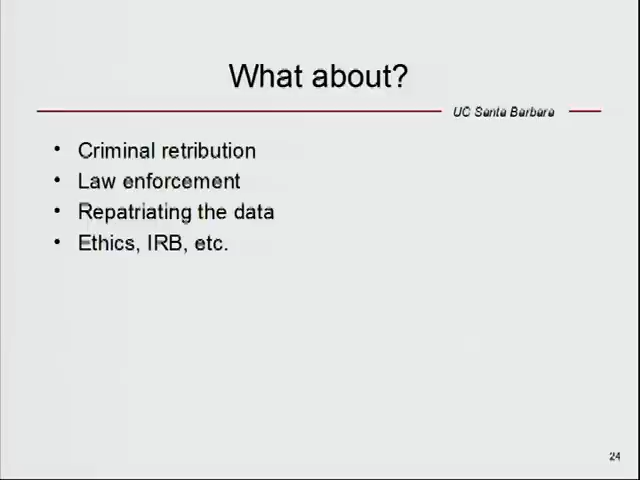 What about?
UC Santa Barbara
• Criminal retribution
• Law enforcement
• Repatriating the data
• Ethics, IRB, etc.
24